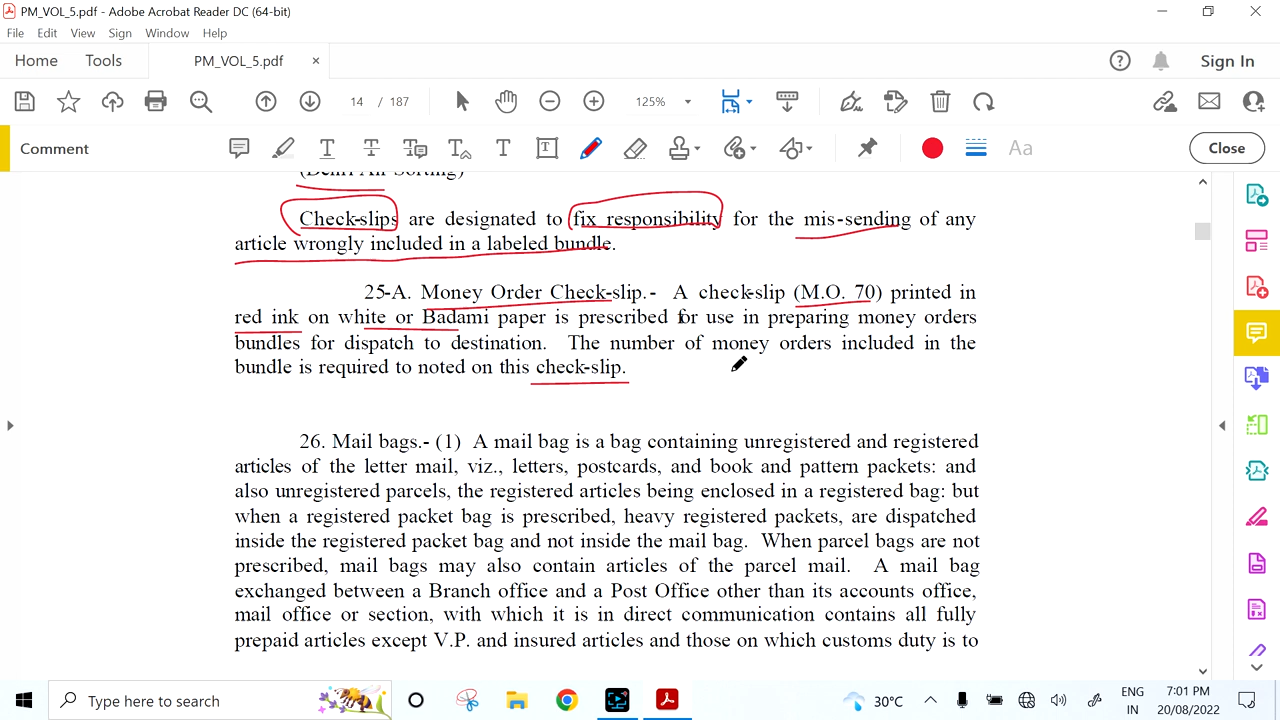 PM_VOL_5.pdf - Adobe Acrobat Reader DC (64-bit)
File Edit View Sign Window Help
Home Tools PM_VOL_5.pdf × ? Sign In
14 / 187 125%
Comment T T T T T Aa Close
(Delhi Air Sorting)
Check-slips are designated to fix responsibility for the mis-sending of any
article wrongly included in a labeled bundle.
25-A. Money Order Check-slip.- A check-slip (M.O. 70) printed in
red ink on white or Badami paper is prescribed for use in preparing money orders
bundles for dispatch to destination. The number of money orders included in the
bundle is required to noted on this check-slip.
26. Mail bags.- (1) A mail bag is a bag containing unregistered and registered
articles of the letter mail, viz., letters, postcards, and book and pattern packets: and
also unregistered parcels, the registered articles being enclosed in a registered bag: but
when a registered packet bag is prescribed, heavy registered packets, are dispatched
inside the registered packet bag and not inside the mail bag. When parcel bags are not
prescribed, mail bags may also contain articles of the parcel mail. A mail bag
exchanged between a Branch office and a Post Office other than its accounts office,
mail office or section, with which it is in direct communication contains all fully
prepaid articles except V.P. and insured articles and those on which customs duty is to
Type here to search
30°C
ENG
IN
7:01 PM
20/08/2022